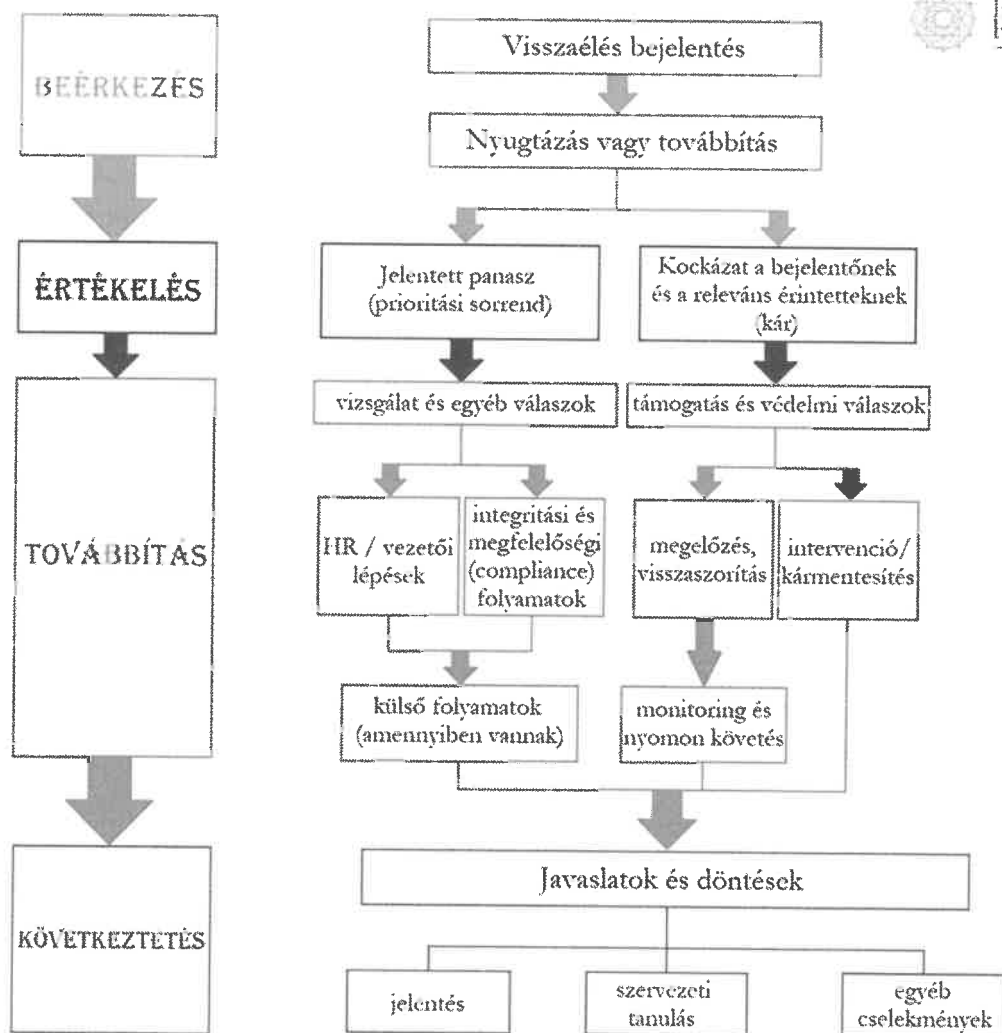 BEÉRKEZÉS
Visszaélés bejelentés
Nyugtázás vagy továbbítás
ÉRTÉKELÉS
Jelentett panasz
(prioritási sorrend)
Kockázat a bejelentőnek
és a releváns érintetteknek
(kár)
TOVÁBBÍTÁS
vizsgálat és egyéb válaszok
támogatás és védelmi válaszok
HR / vezetői
lépések
integritási és
megfelelőségi
(compliance)
folyamatok
megelőzés,
visszaszorítás
intervenció/
kármentesítés
külső folyamatok
(amennyiben vannak)
monitoring és
nyomon követés
KÖVETKEZTETÉS
Javaslatok és döntések
jelentés
szervezeti
tanulás
egyéb
cselekmények